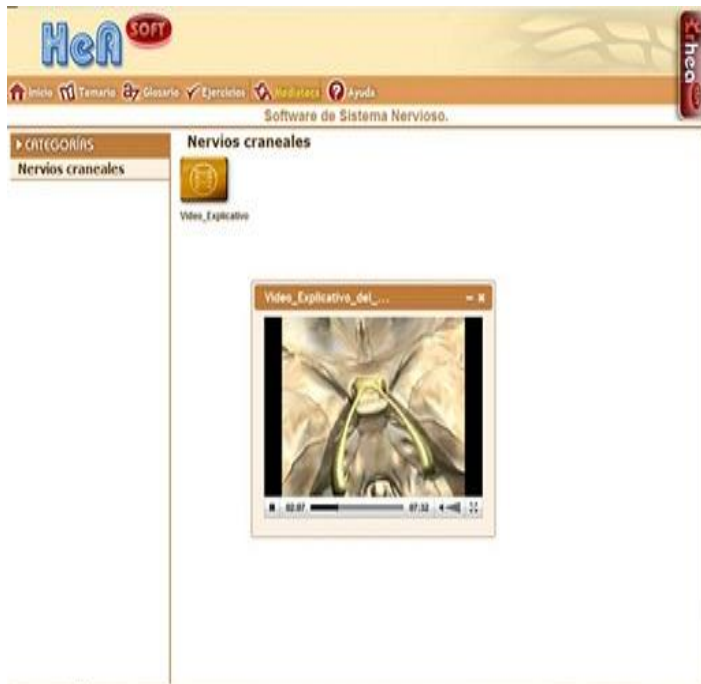 HeA SOFT
rhea
Inicio Temario Glosario Ejercicios Mediateca Ayuda
Software de Sistema Nervioso.
CATEGORÍAS
Nervios craneales
Nervios craneales
Video_Explicativo
Video_Explicativo_del_...
02:07 07:32